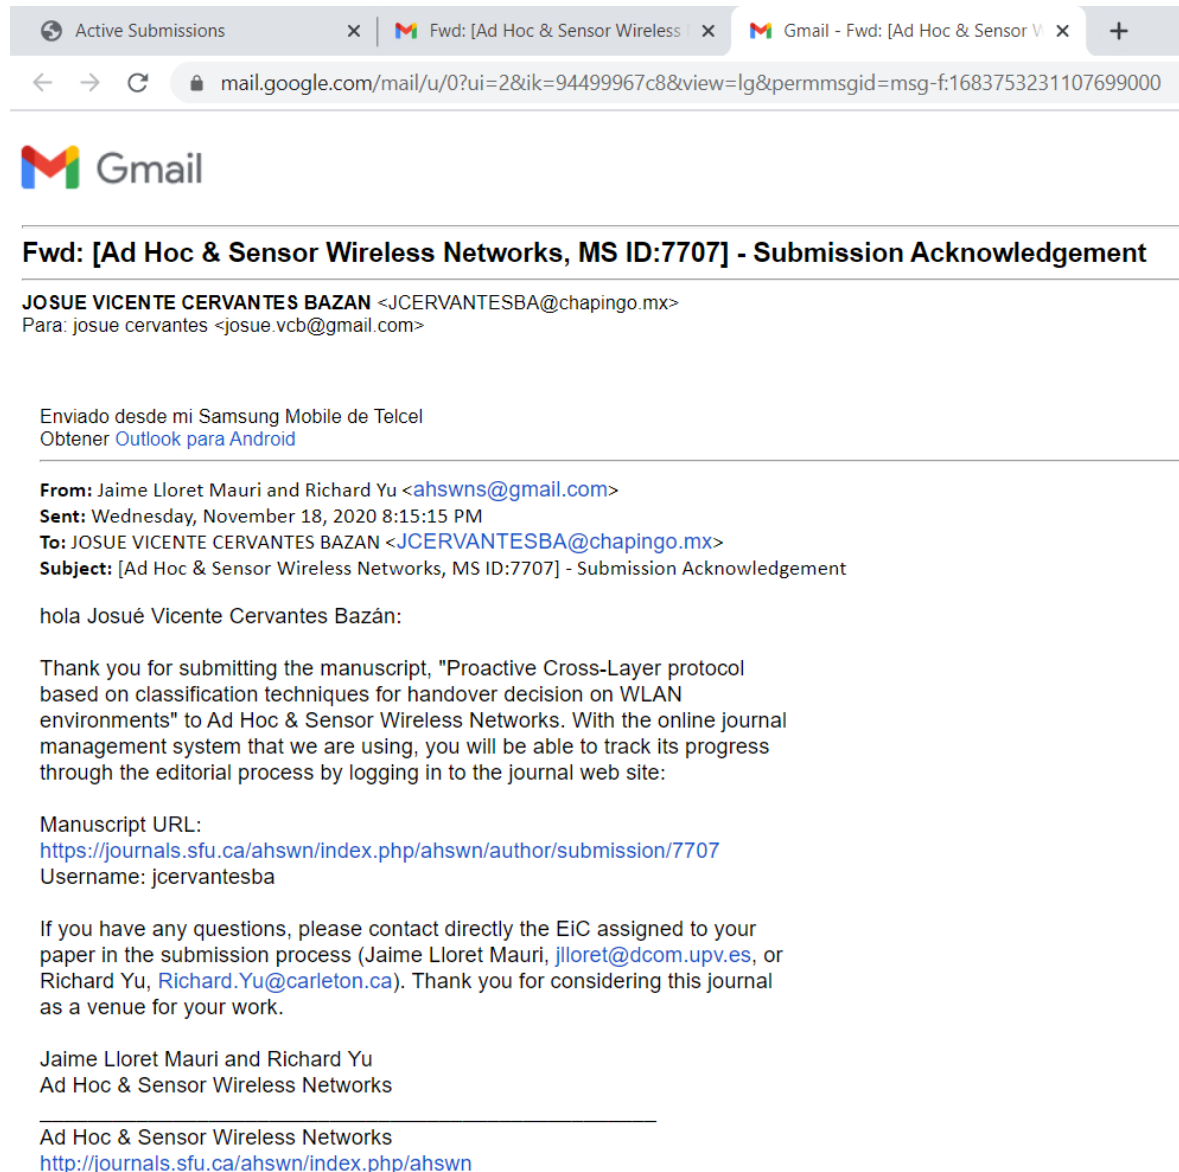 Active Submissions
Fwd: [Ad Hoc & Sensor Wireless
Gmail - Fwd: [Ad Hoc & Sensor W
mail.google.com/mail/u/0?ui=2&ik=94499967c8&view=lg&permmsgid=msg-f:1683753231107699000
Gmail
Fwd: [Ad Hoc & Sensor Wireless Networks, MS ID:7707] - Submission Acknowledgement
JOSUE VICENTE CERVANTES BAZAN <JCERVANTESBA@chapingo.mx>
Para: josue cervantes <josue.vcb@gmail.com>
Enviado desde mi Samsung Mobile de Telcel
Obtener Outlook para Android
From: Jaime Lloret Mauri and Richard Yu <ahswns@gmail.com>
Sent: Wednesday, November 18, 2020 8:15:15 PM
To: JOSUE VICENTE CERVANTES BAZAN <JCERVANTESBA@chapingo.mx>
Subject: [Ad Hoc & Sensor Wireless Networks, MS ID:7707] - Submission Acknowledgement
hola Josué Vicente Cervantes Bazán:
Thank you for submitting the manuscript, "Proactive Cross-Layer protocol
based on classification techniques for handover decision on WLAN
environments" to Ad Hoc & Sensor Wireless Networks. With the online journal
management system that we are using, you will be able to track its progress
through the editorial process by logging in to the journal web site:
Manuscript URL:
https://journals.sfu.ca/ahswn/index.php/ahswn/author/submission/7707
Username: jcervantesba
If you have any questions, please contact directly the EiC assigned to your
paper in the submission process (Jaime Lloret Mauri, jlloret@dcom.upv.es, or
Richard Yu, Richard.Yu@carleton.ca). Thank you for considering this journal
as a venue for your work.
Jaime Lloret Mauri and Richard Yu
Ad Hoc & Sensor Wireless Networks
Ad Hoc & Sensor Wireless Networks
http://journals.sfu.ca/ahswn/index.php/ahswn